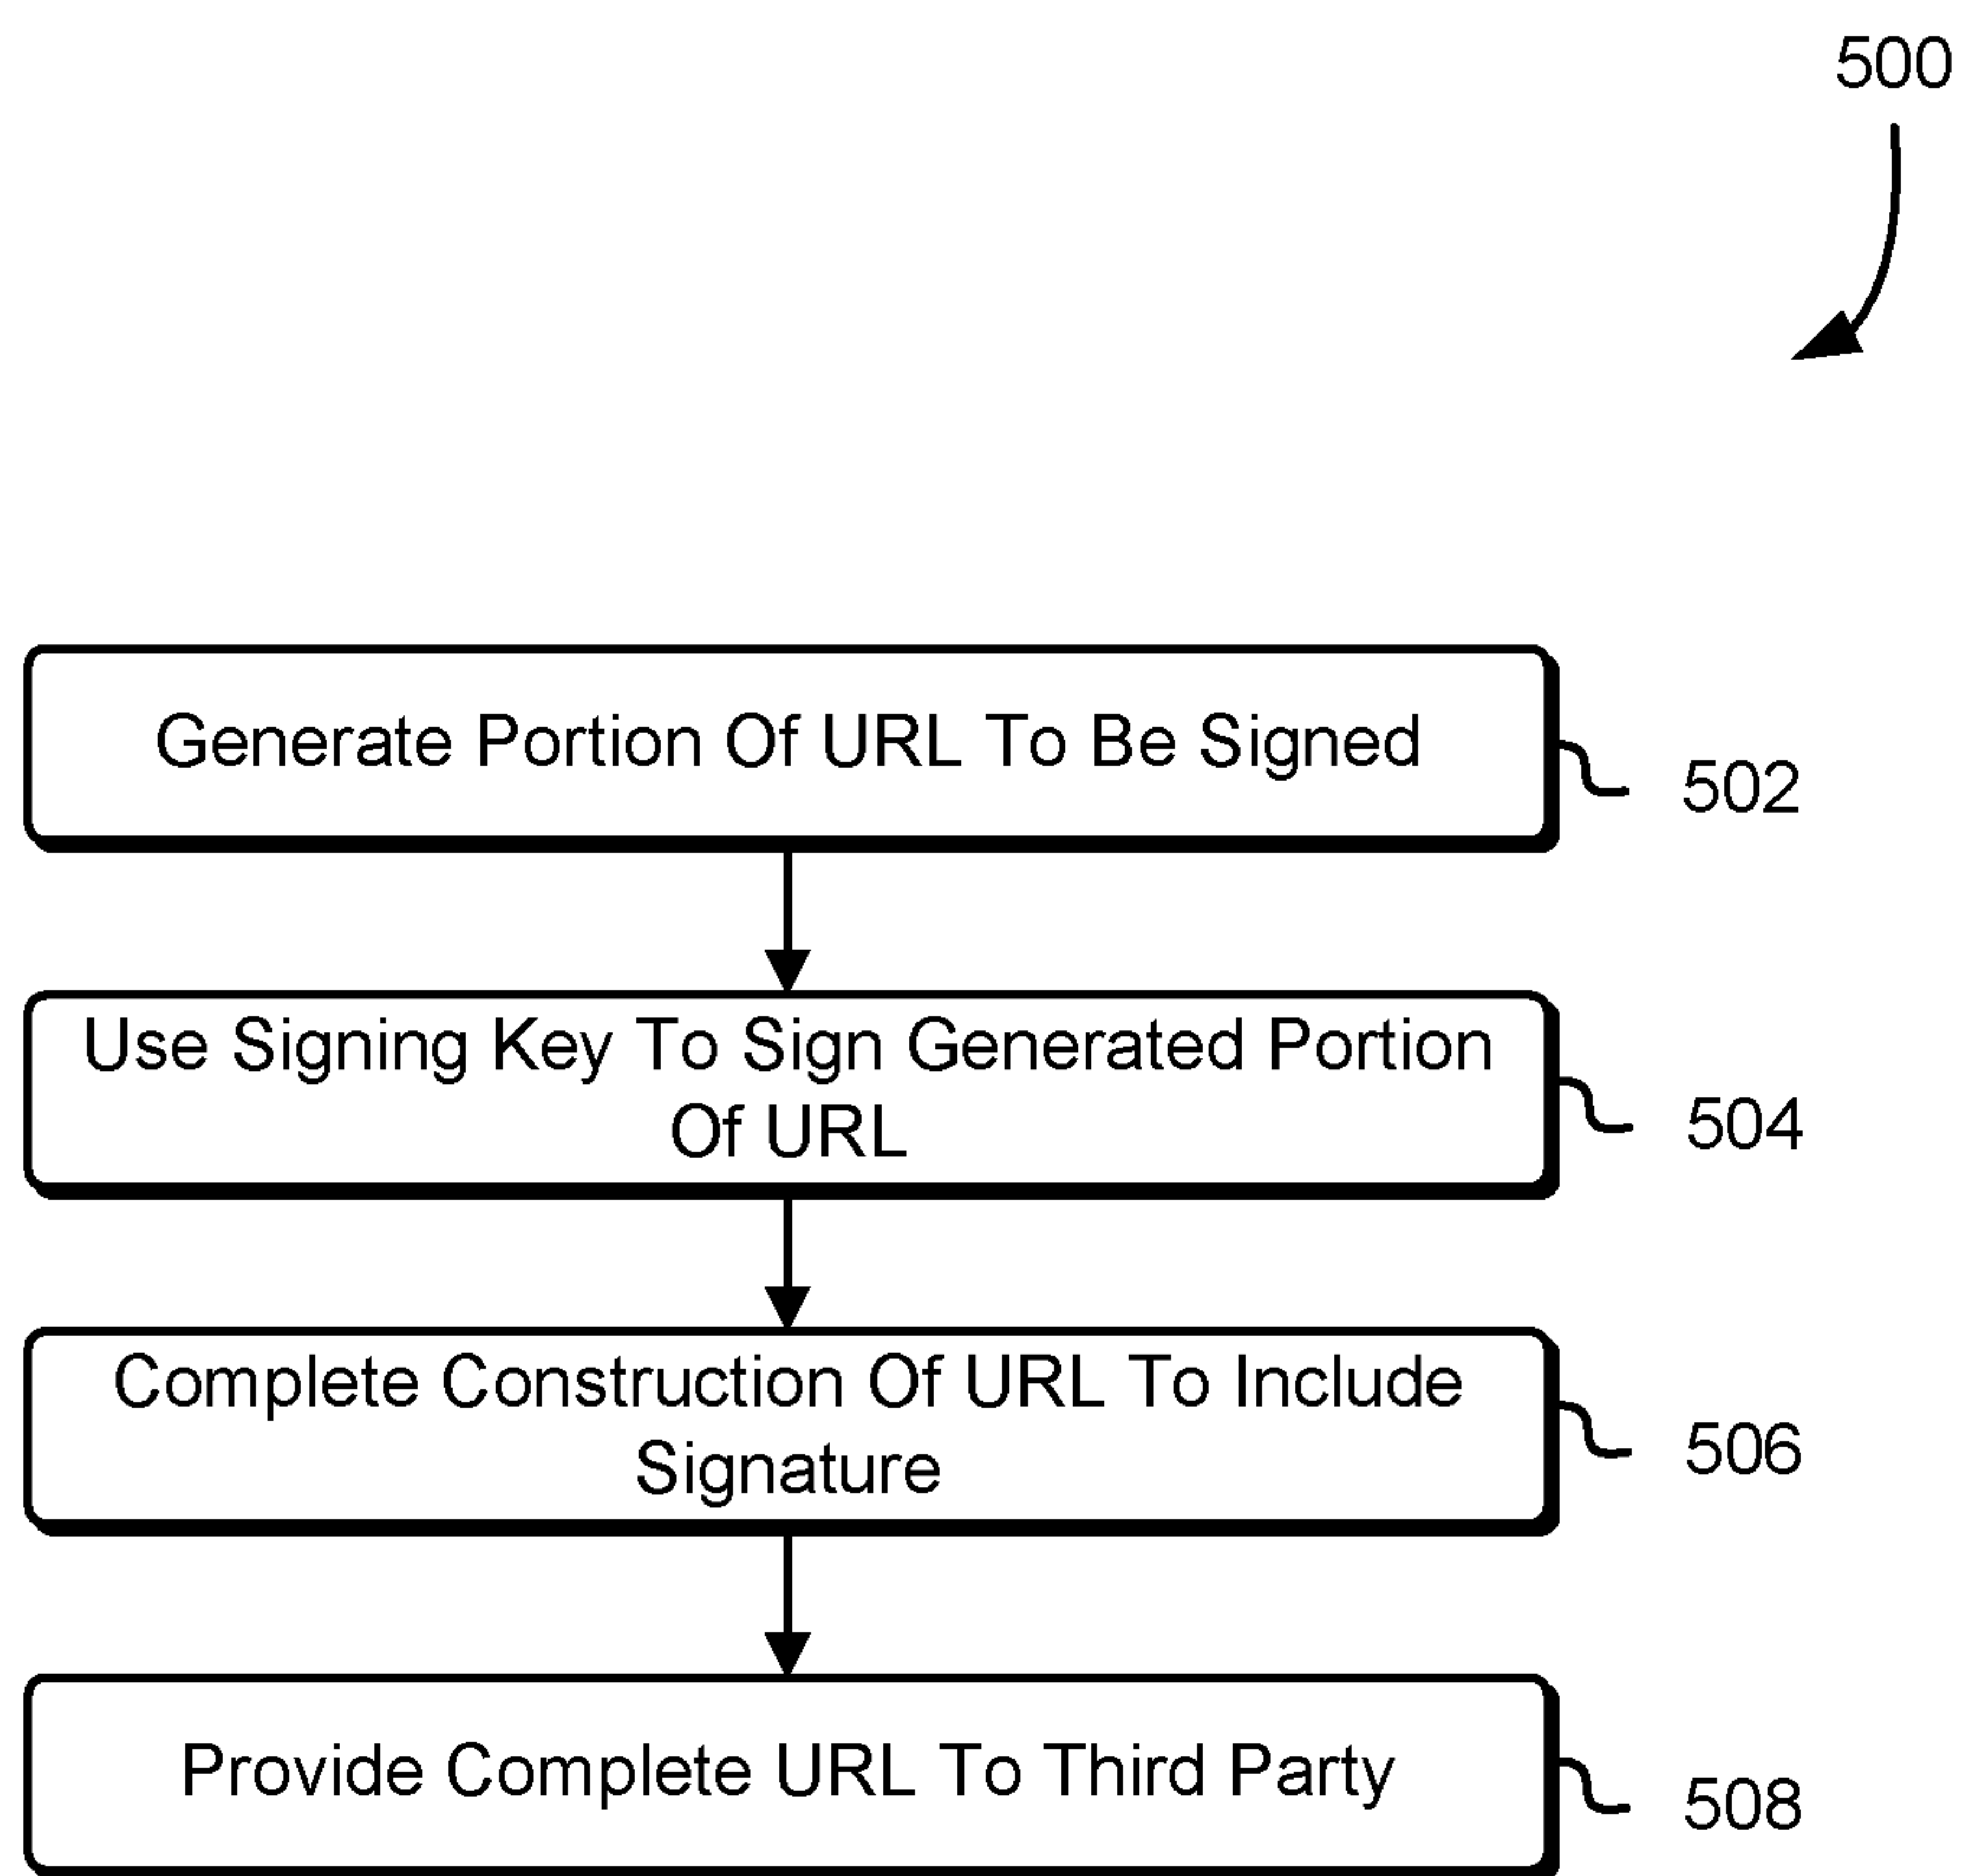 500
Generate Portion Of URL To Be Signed
502
Use Signing Key To Sign Generated Portion
Of URL
504
Complete Construction Of URL To Include
Signature
506
Provide Complete URL To Third Party
508